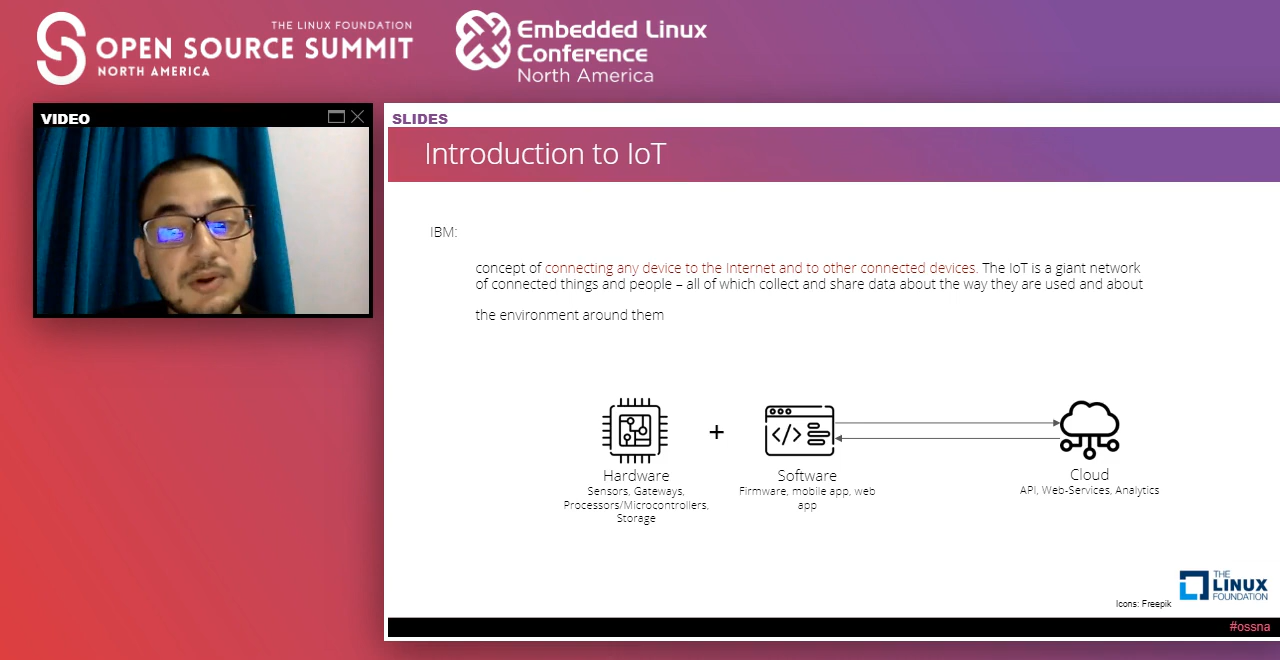 THE LINUX FOUNDATION
OPEN SOURCE SUMMIT
NORTH AMERICA
Embedded Linux
Conference
North America
VIDEO
SLIDES
Introduction to IoT
IBM:
concept of connecting any device to the Internet and to other connected devices. The IoT is a giant network
of connected things and people – all of which collect and share data about the way they are used and about
the environment around them
+
</>
Hardware
Sensors, Gateways,
Processors/Microcontrollers,
Storage
Software
Firmware, mobile app, web
app
Cloud
API, Web-Services, Analytics
Icons: Freepik
THE
LINUX
FOUNDATION
#ossna